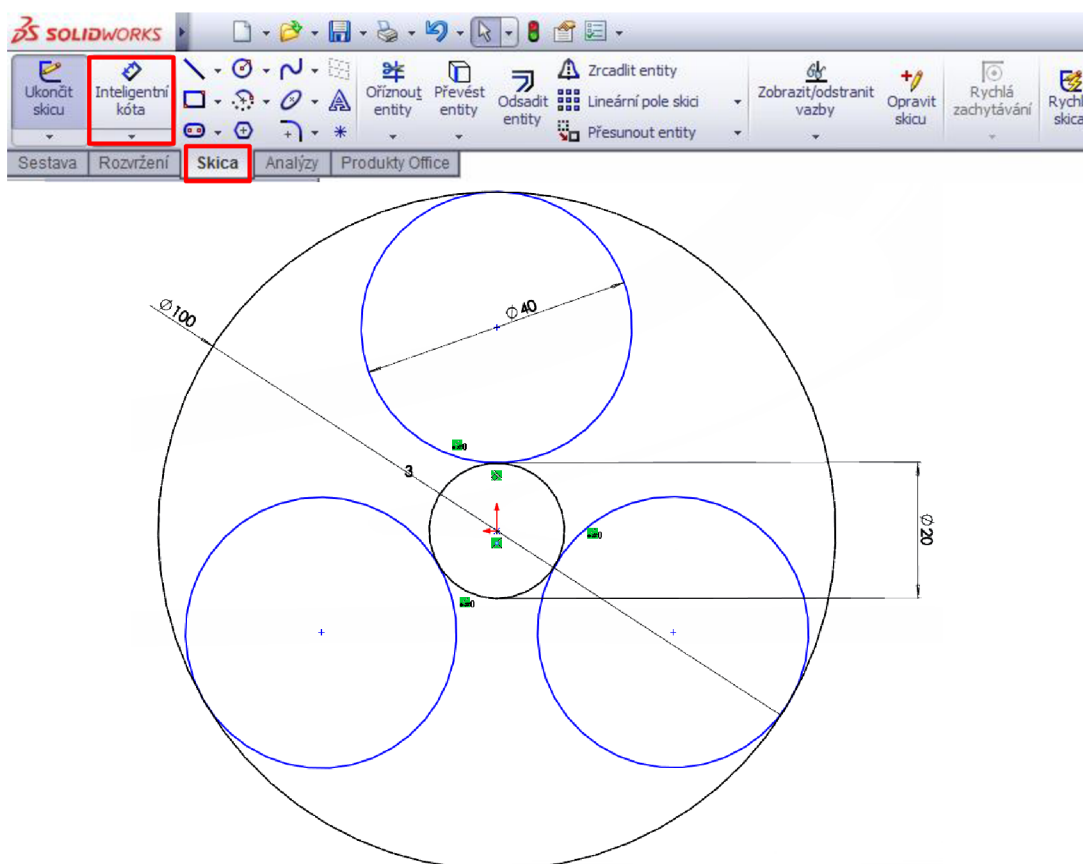 SOLIDWORKS
Ukončit skicu
Inteligentní kóta
Oříznout entity
Převést entity
Odsadit entity
Zrcadlit entity
Lineární pole skici
Přesunout entity
Zobrazit/odstranit vazby
Opravit skicu
Rychlá zachytávání
Rychl skica
Sestava
Rozvržení
Skica
Analýzy
Produkty Office
Ø100
Ø40
3
Ø20